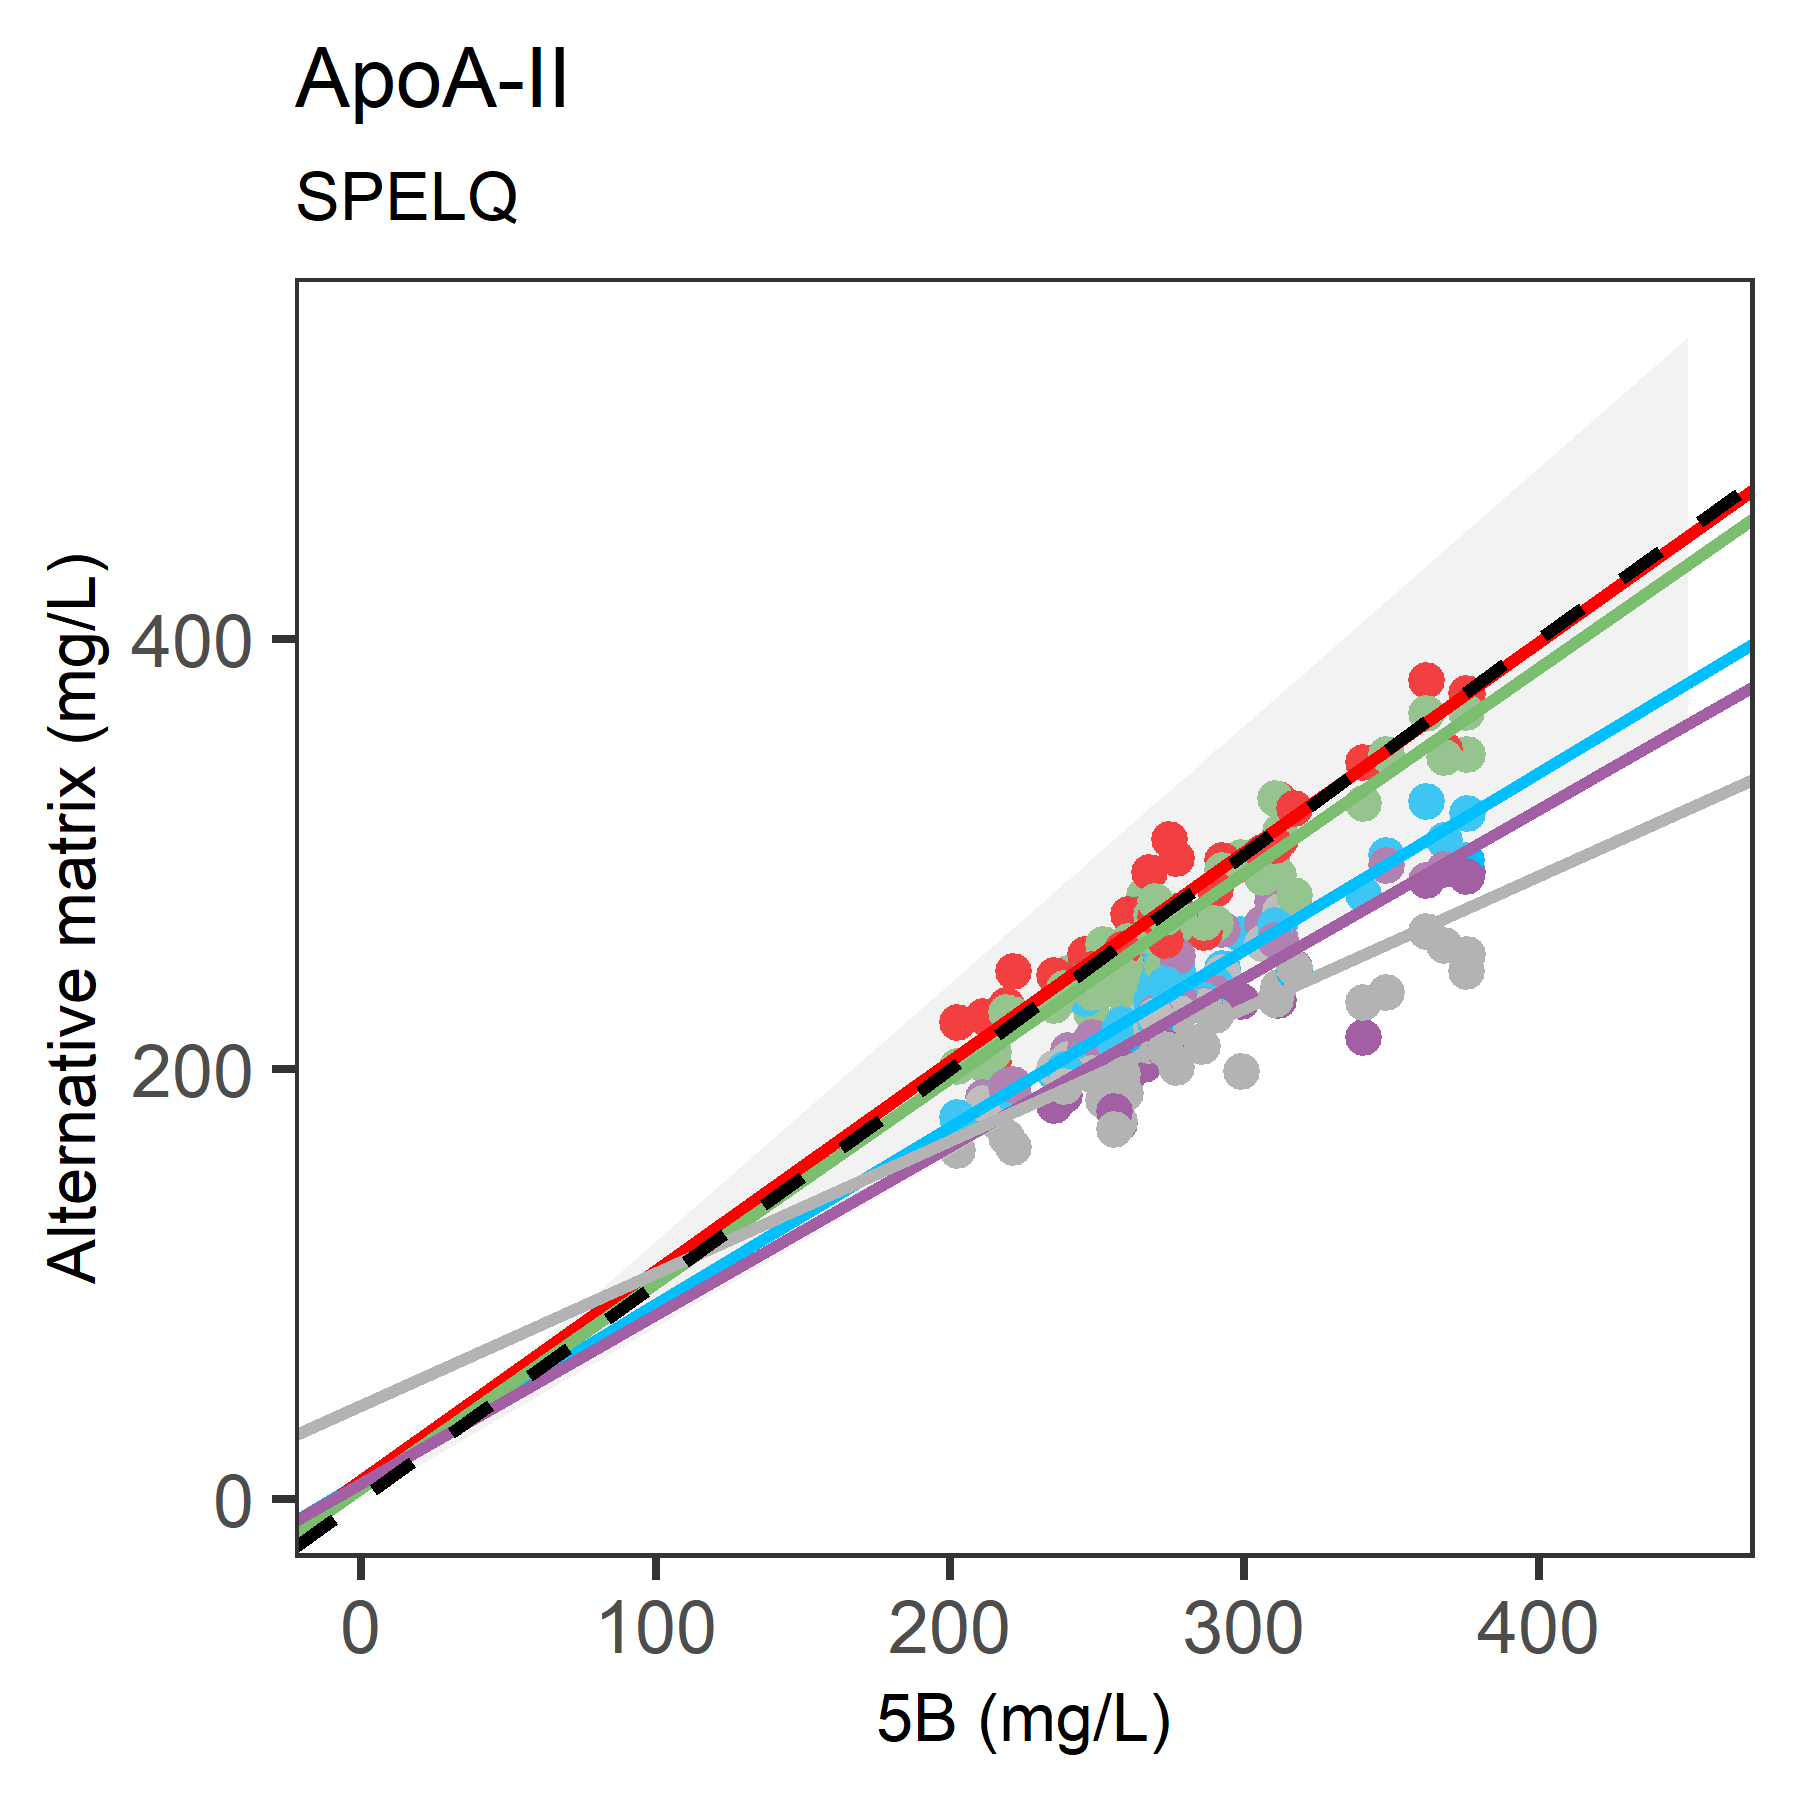 ApoA-II
SPELQ
Alternative matrix (mg/L)
400
200
0
0 100 200 300 400
5B (mg/L)